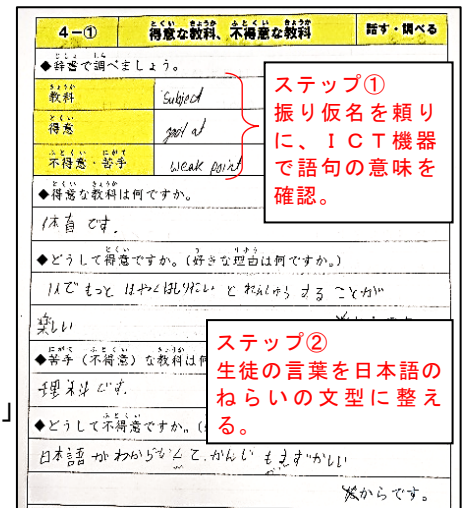 4－①
得意な教科、不得意な教科
話す・調べる
◆辞書で調べましょう。
教科 Subject
得意 good at
不得意・苦手 weak point
ステップ①
振り仮名を頼り
に、ＩＣＴ機器
で語句の意味を
確認。
◆得意な教科は何ですか。
体育です。
◆どうして得意ですか。（好きな理由は何ですか。）
1人でもっとはやくはしりたいとれんしゅうすることが
楽しい
ステップ②
生徒の言葉を日本語の
ねらいの文型に整え
る。
◆苦手（不得意）な教科は何
理科です。
◆どうして不得意ですか。（
日本語がわからなくて、かんじもむずかしい
からです。
」